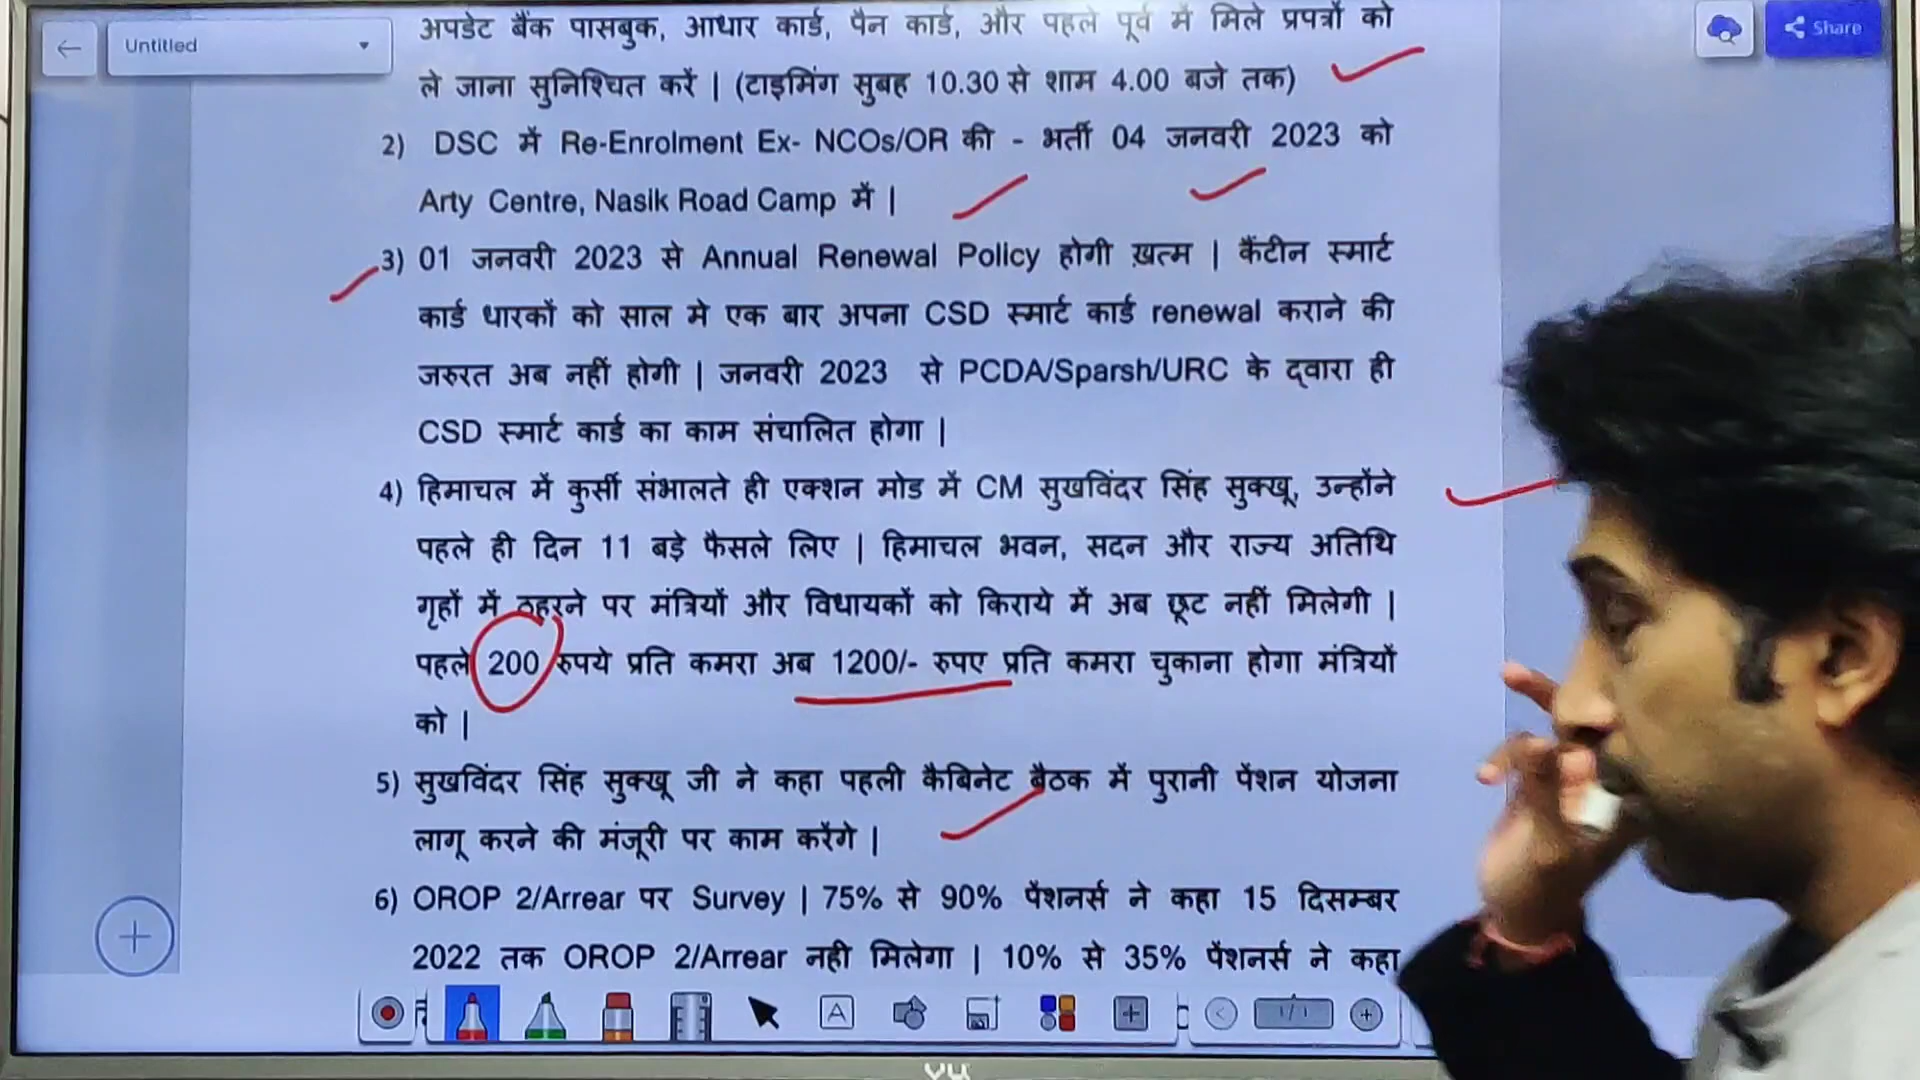 Untitled
Share
अपडेट बैंक पासबुक, आधार कार्ड, पैन कार्ड, और पहले पूर्व में मिले प्रपत्रों को
ले जाना सुनिश्चित करें | (टाइमिंग सुबह 10.30 से शाम 4.00 बजे तक)
2) DSC में Re-Enrolment Ex- NCOs/OR की - भर्ती 04 जनवरी 2023 को
Arty Centre, Nasik Road Camp में |
3) 01 जनवरी 2023 से Annual Renewal Policy होगी ख़त्म | कैंटीन स्मार्ट
कार्ड धारकों को साल मे एक बार अपना CSD स्मार्ट कार्ड renewal कराने की
जरुरत अब नहीं होगी | जनवरी 2023 से PCDA/Sparsh/URC के द्वारा ही
CSD स्मार्ट कार्ड का काम संचालित होगा |
4) हिमाचल में कुर्सी संभालते ही एक्शन मोड में CM सुखविंदर सिंह सुक्खू, उन्होंने
पहले ही दिन 11 बड़े फैसले लिए | हिमाचल भवन, सदन और राज्य अतिथि
गृहों में ठहरने पर मंत्रियों और विधायकों को किराये में अब छूट नहीं मिलेगी |
पहले 200 रुपये प्रति कमरा अब 1200/- रुपए प्रति कमरा चुकाना होगा मंत्रियों
को |
5) सुखविंदर सिंह सुक्खू जी ने कहा पहली कैबिनेट बैठक में पुरानी पेंशन योजना
लागू करने की मंजूरी पर काम करेंगे |
6) OROP 2/Arrear पर Survey | 75% से 90% पेंशनर्स ने कहा 15 दिसम्बर
2022 तक OROP 2/Arrear नही मिलेगा | 10% से 35% पेंशनर्स ने कहा
A
1/1